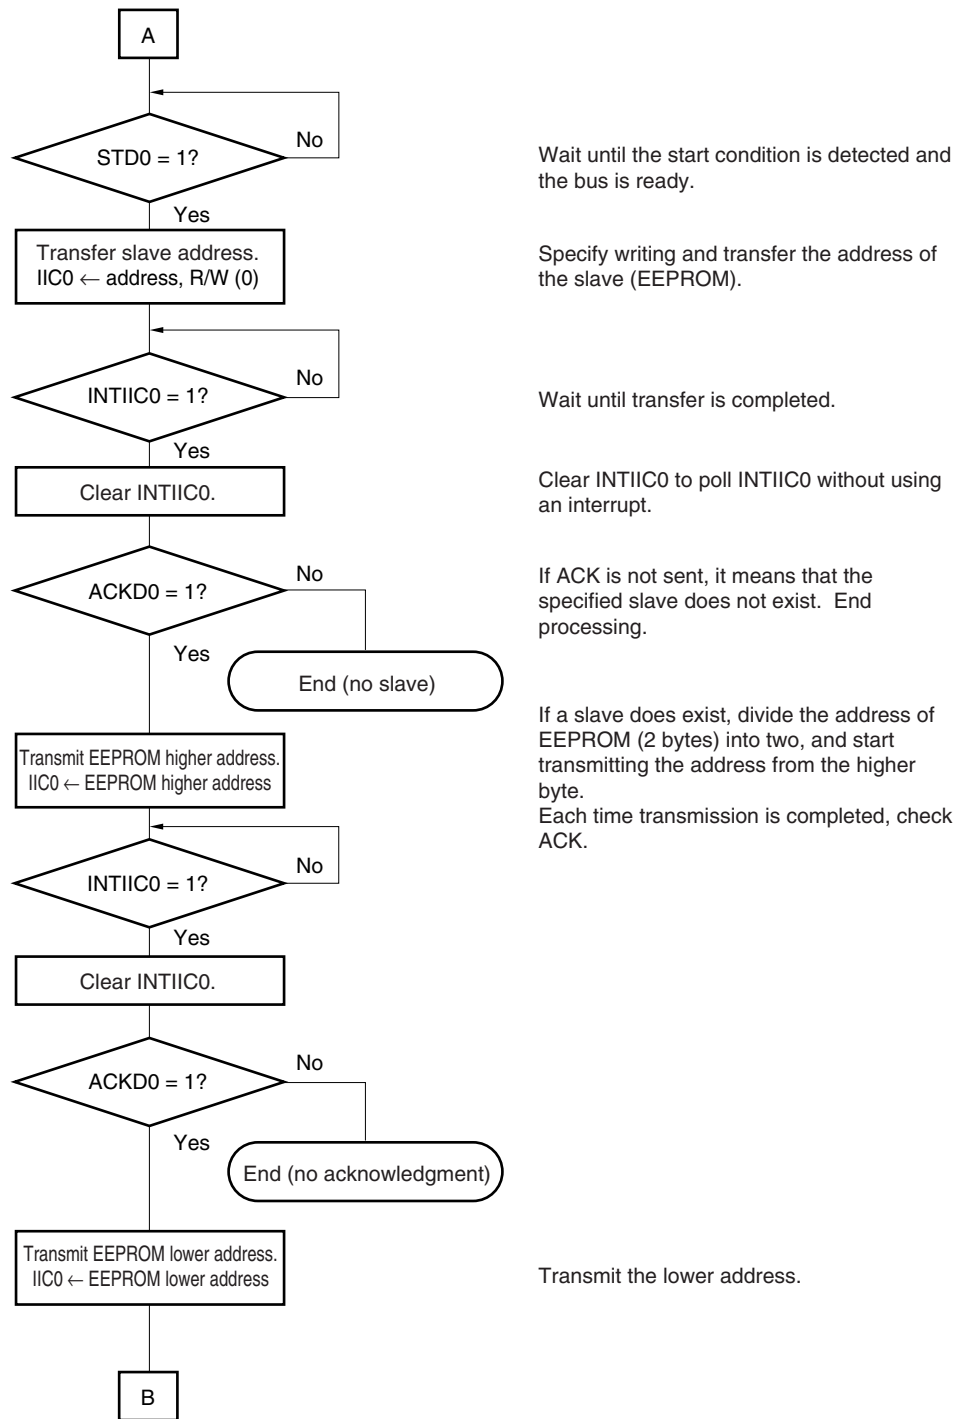 A
No
STD0 = 1?
Wait until the start condition is detected and
the bus is ready.
Yes
Transfer slave address.
IIC0 ← address, R/W (0)
Specify writing and transfer the address of
the slave (EEPROM).
No
INTIIC0 = 1?
Wait until transfer is completed.
Yes
Clear INTIIC0.
Clear INTIIC0 to poll INTIIC0 without using
an interrupt.
No
ACKD0 = 1?
If ACK is not sent, it means that the
specified slave does not exist. End
processing.
Yes
End (no slave)
If a slave does exist, divide the address of
EEPROM (2 bytes) into two, and start
transmitting the address from the higher
byte.
Each time transmission is completed, check
ACK.
Transmit EEPROM higher address.
IIC0 ← EEPROM higher address
No
INTIIC0 = 1?
Yes
Clear INTIIC0.
No
ACKD0 = 1?
Yes
End (no acknowledgment)
Transmit EEPROM lower address.
IIC0 ← EEPROM lower address
Transmit the lower address.
B